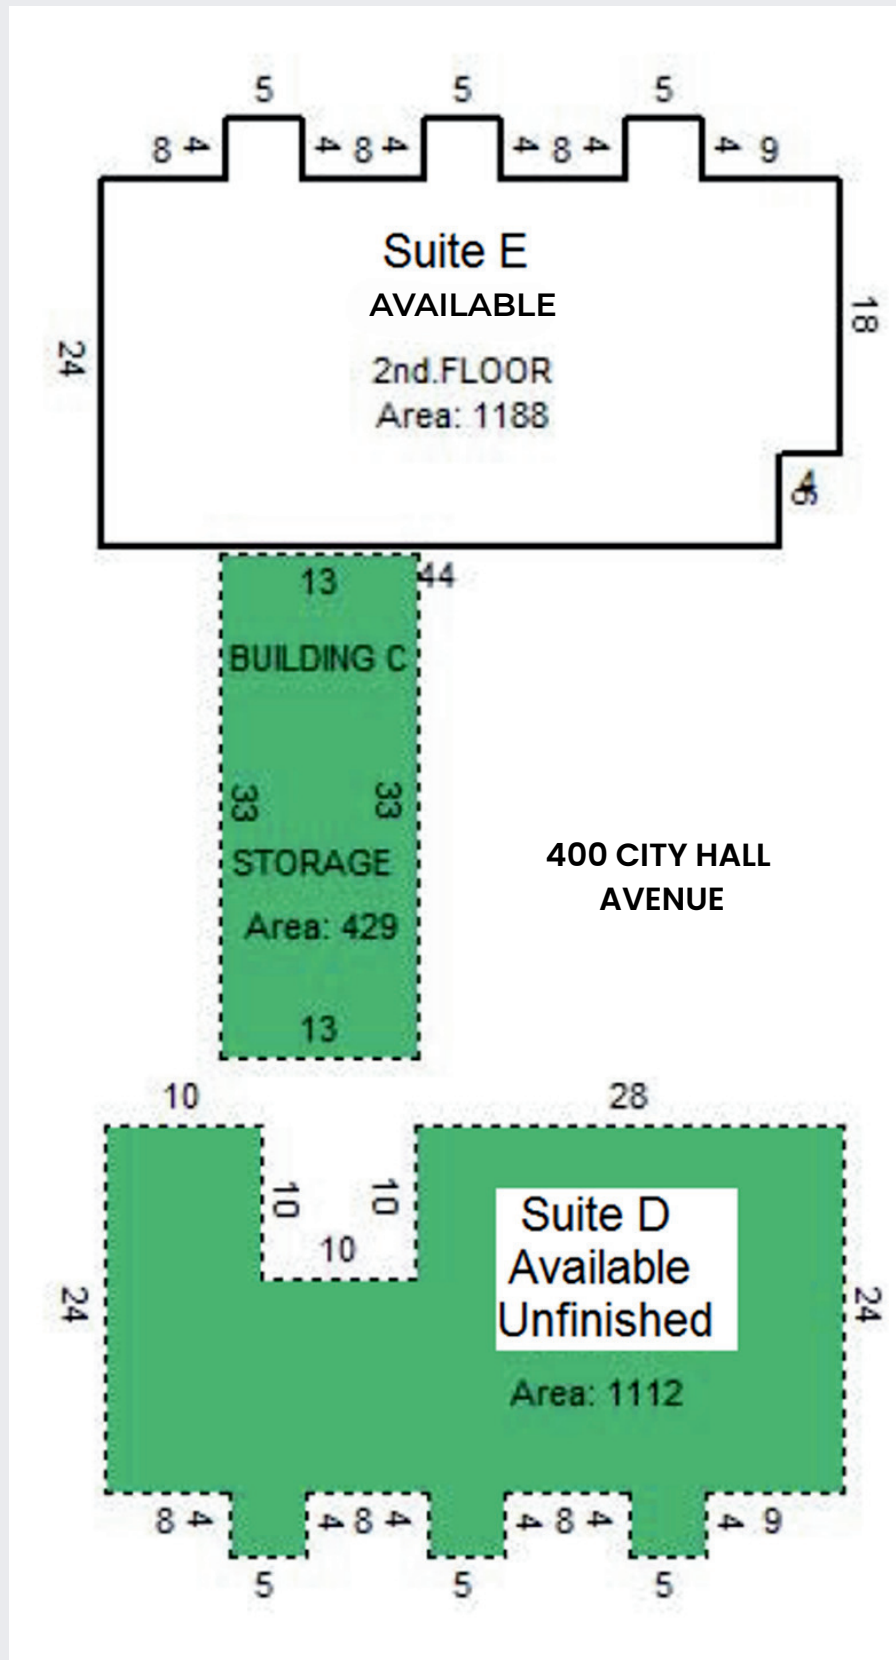 5 5 5
8 4 4 8 4 4 8 4 4 9
Suite E
AVAILABLE
18
24
2nd.FLOOR
Area: 1188
4
6
44
13
BUILDING C
33 33
STORAGE
400 CITY HALL
AVENUE
Area: 429
13
10 28
10 10
10
Suite D
Available
Unfinished
24 24
Area: 1112
8 4 4 8 4 4 8 4 4 9
5 5 5